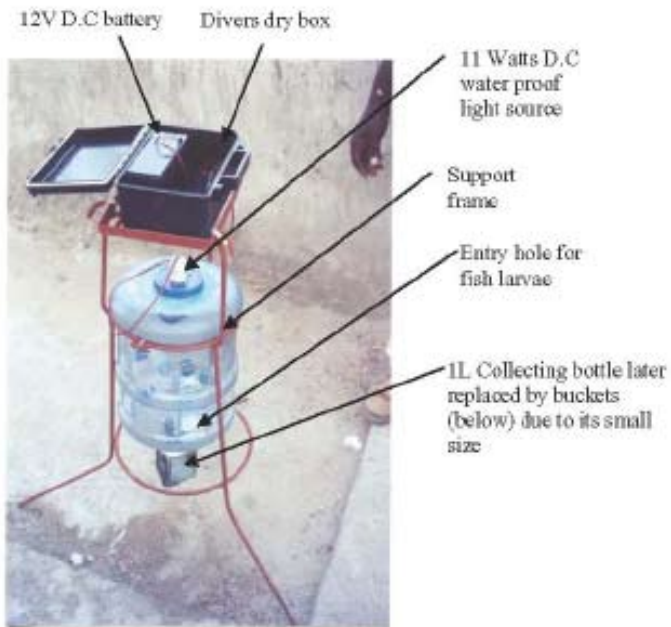 12V D.C battery
Divers dry box
11 Watts D.C
water proof
light source
Support
frame
Entry hole for
fish larvae
1L Collecting bottle later
replaced by buckets
(below) due to its small
size